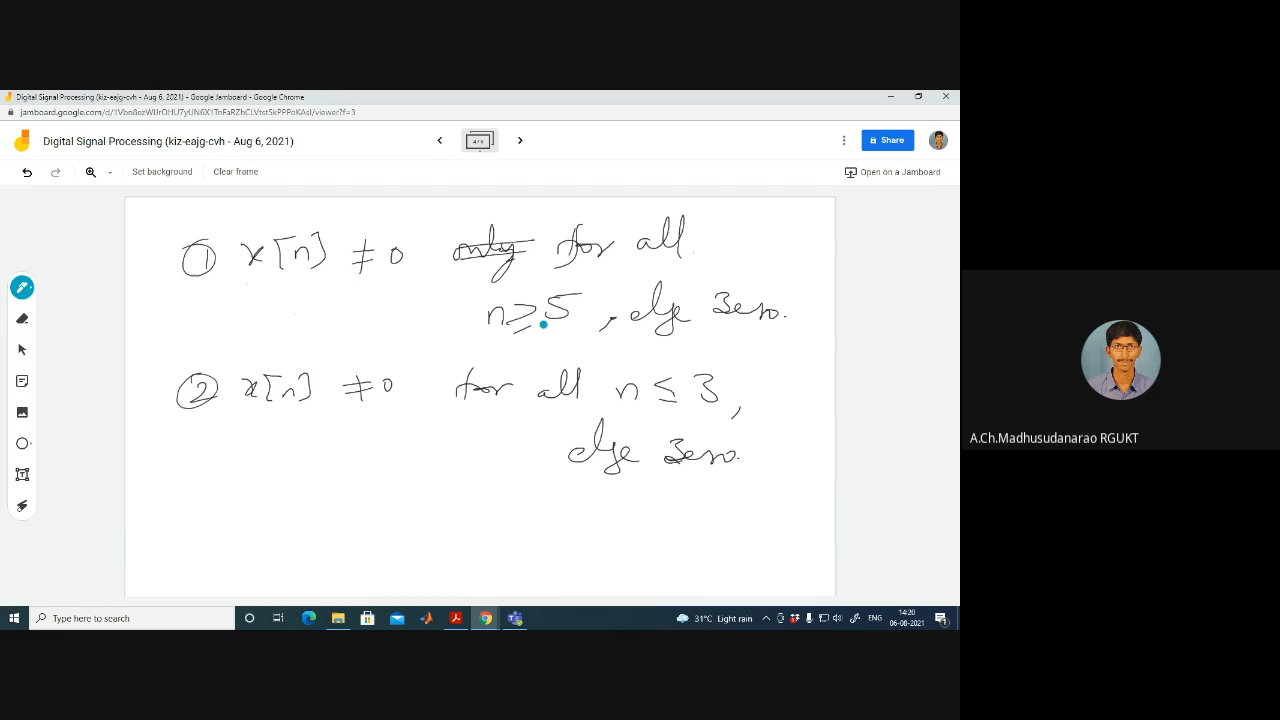 Digital Signal Processing (kiz-eajg-cvh - Aug 6, 2021) - Google Jamboard - Google Chrome
Digital Signal Processing (kiz-eajg-cvh - Aug 6, 2021)
4 / 6
Share
Set background
Clear frame
Open on a Jamboard
① x[n] ≠ 0 only for all
n ≥ 5, else zero.
② x[n] ≠ 0 for all n ≤ 3,
else zero.
A.Ch.Madhusudanarao RGUKT
Type here to search
31°C Light rain
ENG
14:20
06-08-2021